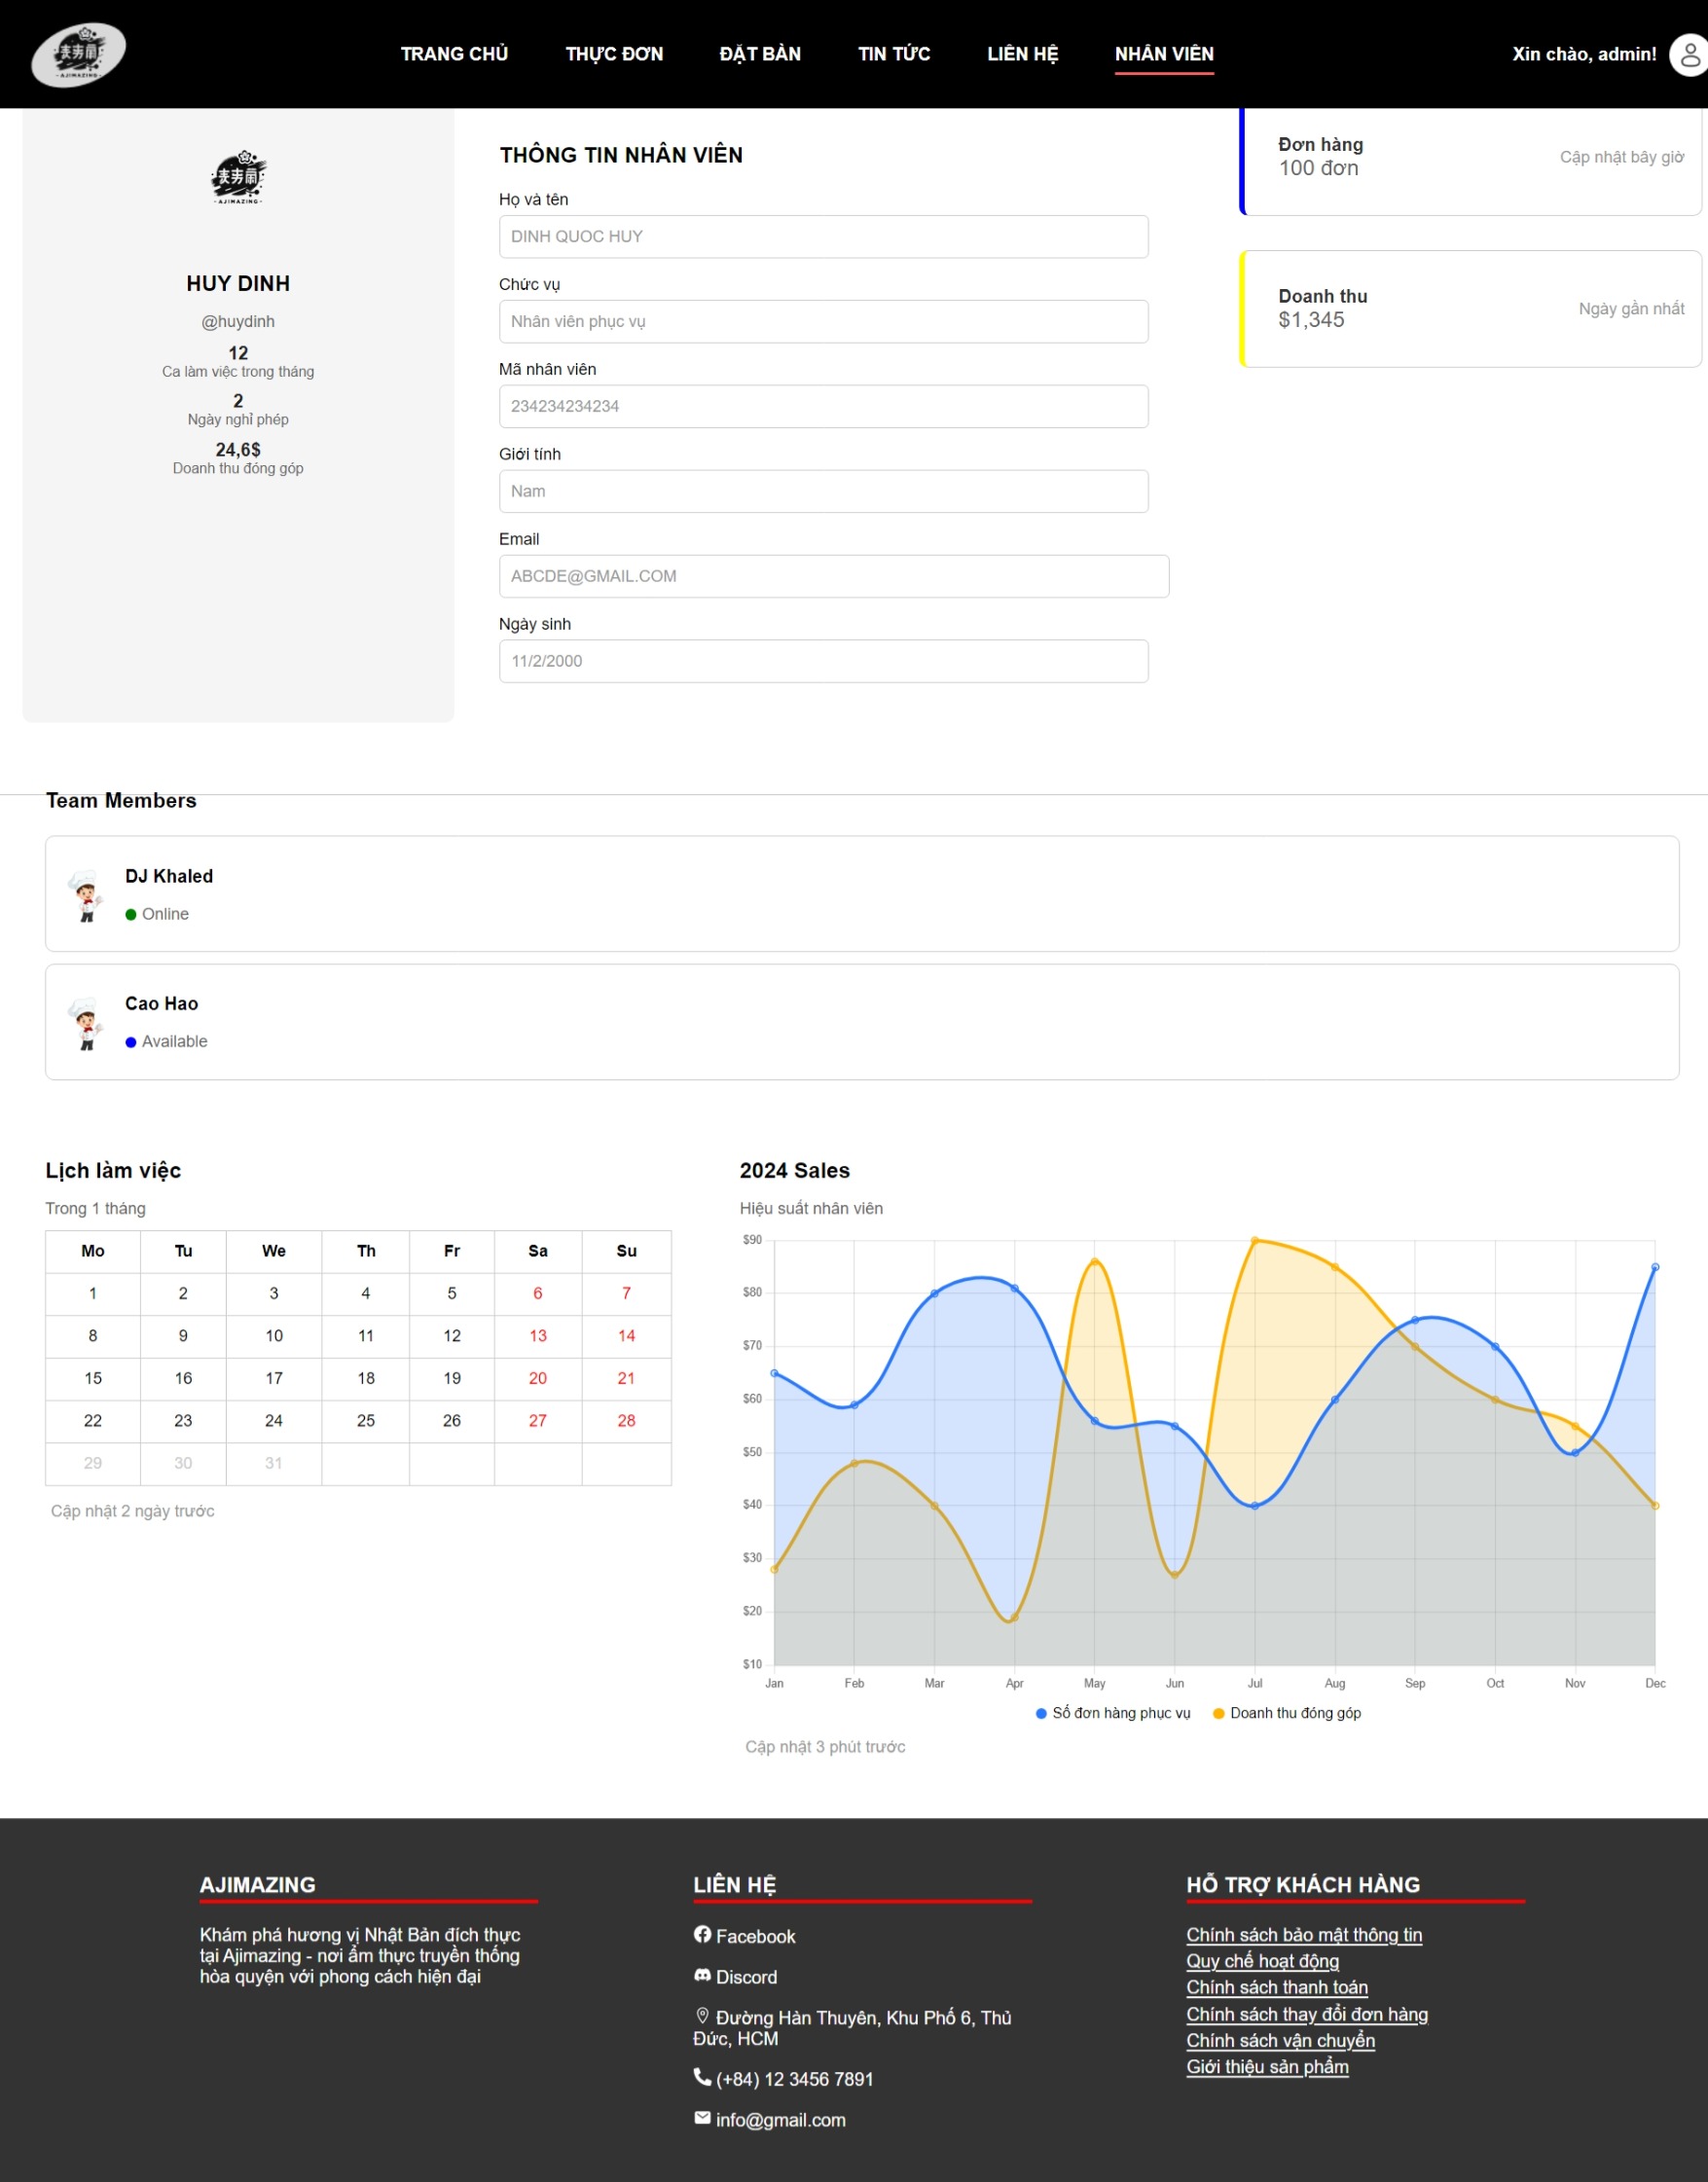 麦秀爾
- AJIMAZING -
TRANG CHỦ
THỰC ĐƠN
ĐẶT BÀN
TIN TỨC
LIÊN HỆ
NHÂN VIÊN
Xin chào, admin!
- AJIMAZING -
HUY DINH
@huydinh
12
Ca làm việc trong tháng
2
Ngày nghỉ phép
24,6$
Doanh thu đóng góp
THÔNG TIN NHÂN VIÊN
Họ và tên
DINH QUOC HUY
Chức vụ
Nhân viên phục vụ
Mã nhân viên
234234234234
Giới tính
Nam
Email
ABCDE@GMAIL.COM
Ngày sinh
11/2/2000
Đơn hàng
100 đơn
Cập nhật bây giờ
Doanh thu
$1,345
Ngày gần nhất
Team Members
DJ Khaled
Online
Cao Hao
Available
Lịch làm việc
Trong 1 tháng
Mo Tu We Th Fr Sa Su
1 2 3 4 5 6 7
8 9 10 11 12 13 14
15 16 17 18 19 20 21
22 23 24 25 26 27 28
29 30 31
Cập nhật 2 ngày trước
2024 Sales
Hiệu suất nhân viên
$90
$80
$70
$60
$50
$40
$30
$20
$10
Jan Feb Mar Apr May Jun Jul Aug Sep Oct Nov Dec
Số đơn hàng phục vụ Doanh thu đóng góp
Cập nhật 3 phút trước
AJIMAZING
Khám phá hương vị Nhật Bản đích thực
tại Ajimazing - nơi ẩm thực truyền thống
hòa quyện với phong cách hiện đại
LIÊN HỆ
Facebook
Discord
Đường Hàn Thuyên, Khu Phố 6, Thủ
Đức, HCM
(+84) 12 3456 7891
info@gmail.com
HỖ TRỢ KHÁCH HÀNG
Chính sách bảo mật thông tin
Quy chế hoạt động
Chính sách thanh toán
Chính sách thay đổi đơn hàng
Chính sách vận chuyển
Giới thiệu sản phẩm